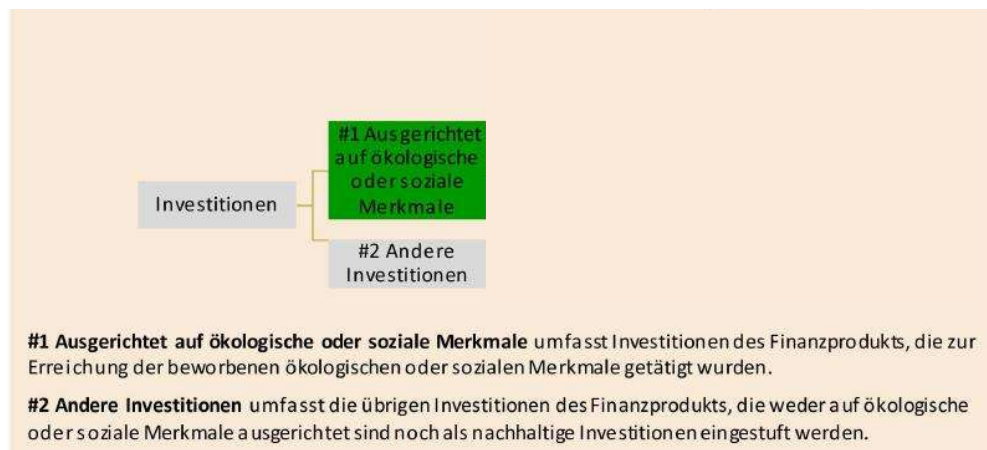 #1 Ausgerichtet
auf ökologische
oder soziale
Merkmale
Investitionen
#2 Andere
Investitionen
#1 Ausgerichtet auf ökologische oder soziale Merkmale umfasst Investitionen des Finanzprodukts, die zur
Erreichung der beworbenen ökologischen oder sozialen Merkmale getätigt wurden.
#2 Andere Investitionen umfasst die übrigen Investitionen des Finanzprodukts, die weder auf ökologische
oder soziale Merkmale ausgerichtet sind noch als nachhaltige Investitionen eingestuft werden.